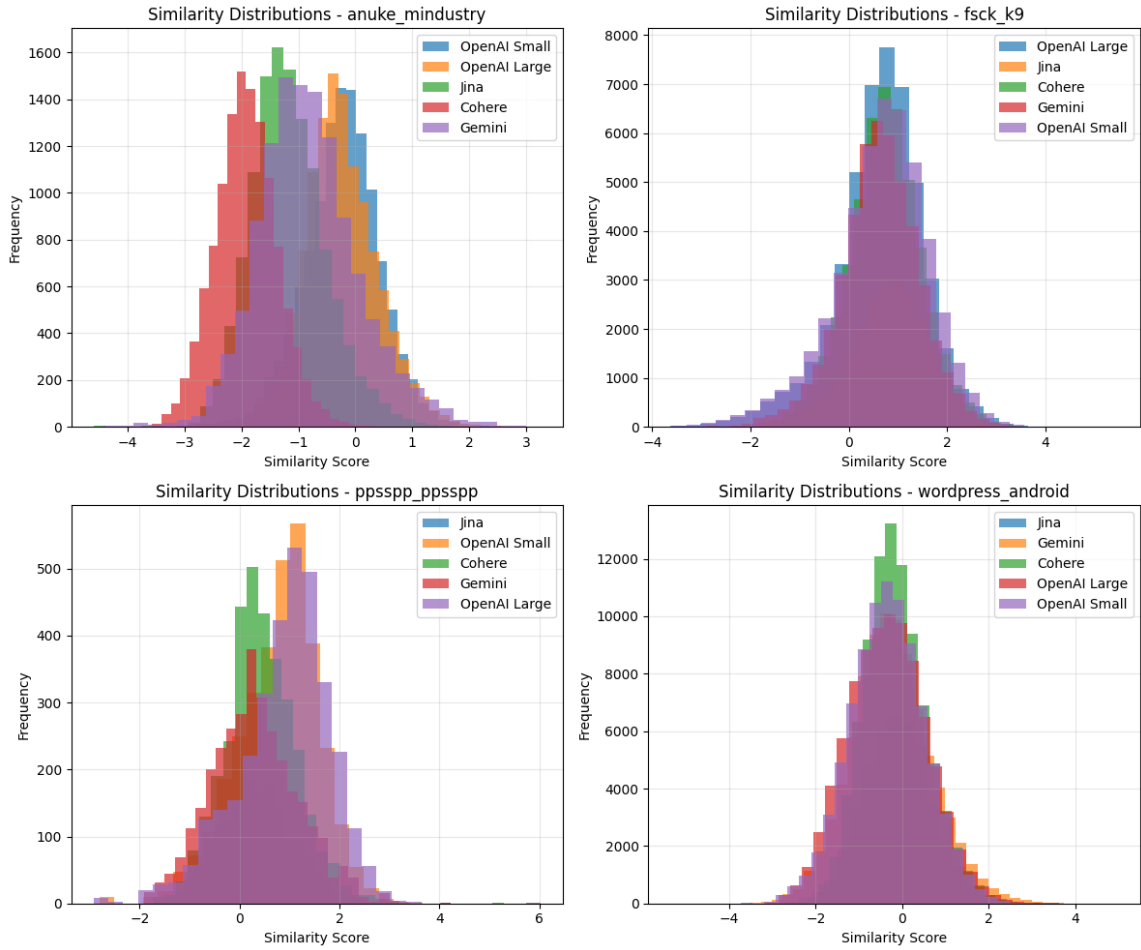 Similarity Distributions - anuke_mindustry
Frequency
1600
1400
1200
1000
800
600
400
200
0
−4
−3
−2
−1
0
1
2
3
Similarity Score
OpenAI Small
OpenAI Large
Jina
Cohere
Gemini
Similarity Distributions - fsck_k9
Frequency
8000
7000
6000
5000
4000
3000
2000
1000
0
−4
−2
0
2
4
Similarity Score
OpenAI Large
Jina
Cohere
Gemini
OpenAI Small
Similarity Distributions - ppsspp_ppsspp
Frequency
500
400
300
200
100
0
−2
0
2
4
6
Similarity Score
Jina
OpenAI Small
Cohere
Gemini
OpenAI Large
Similarity Distributions - wordpress_android
Frequency
12000
10000
8000
6000
4000
2000
0
−4
−2
0
2
4
Similarity Score
Jina
Gemini
Cohere
OpenAI Large
OpenAI Small